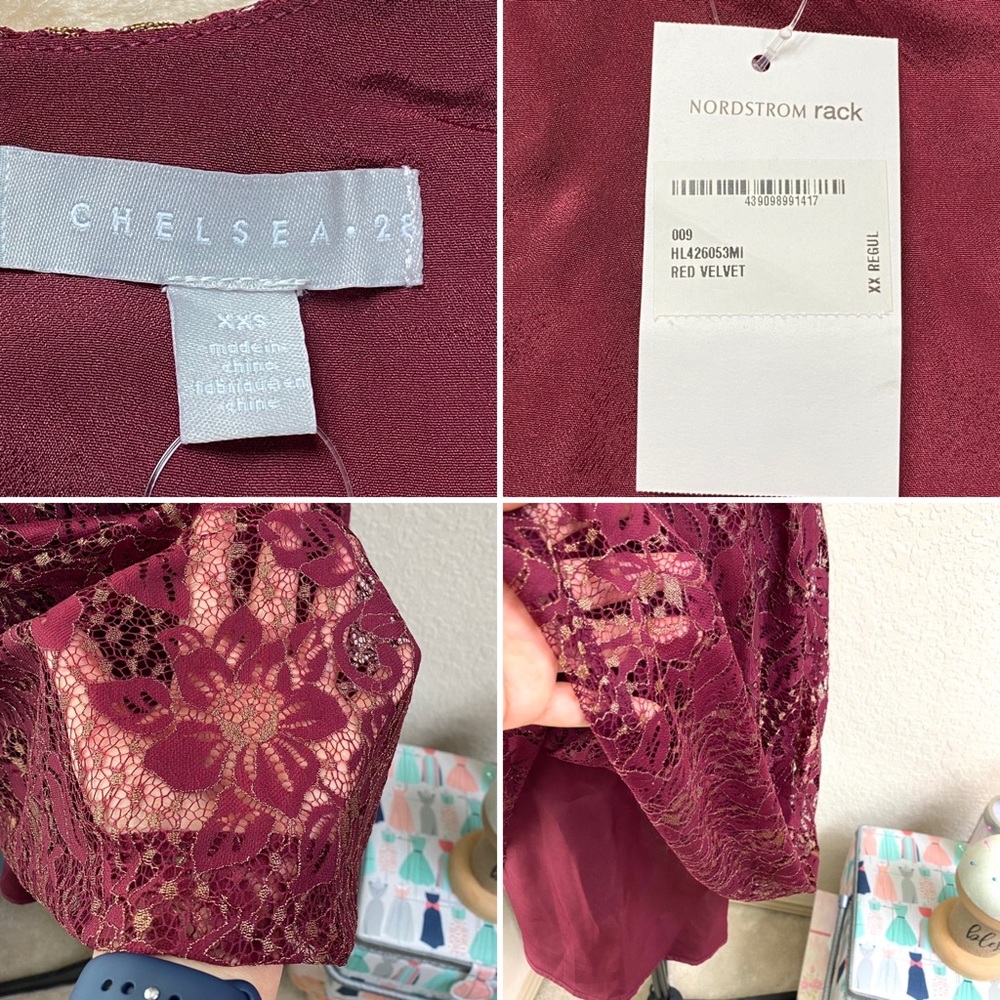 CHELSEA•28
xxs
made in
china
fabriqué en
chine
NORDSTROM rack
439098991417
009
HL426053MI
RED VELVET
XX REGUL